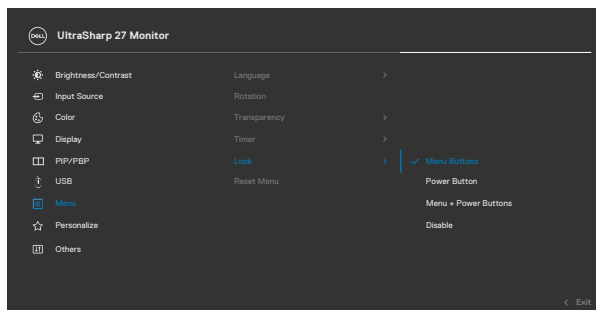 DELL UltraSharp 27 Monitor
Brightness/Contrast
Input Source
Color
Display
PIP/PBP
USB
Menu
Personalize
Others
Language
Rotation
Transparency
Timer
Lock
Reset Menu
Menu Buttons
Power Button
Menu + Power Buttons
Disable
Exit